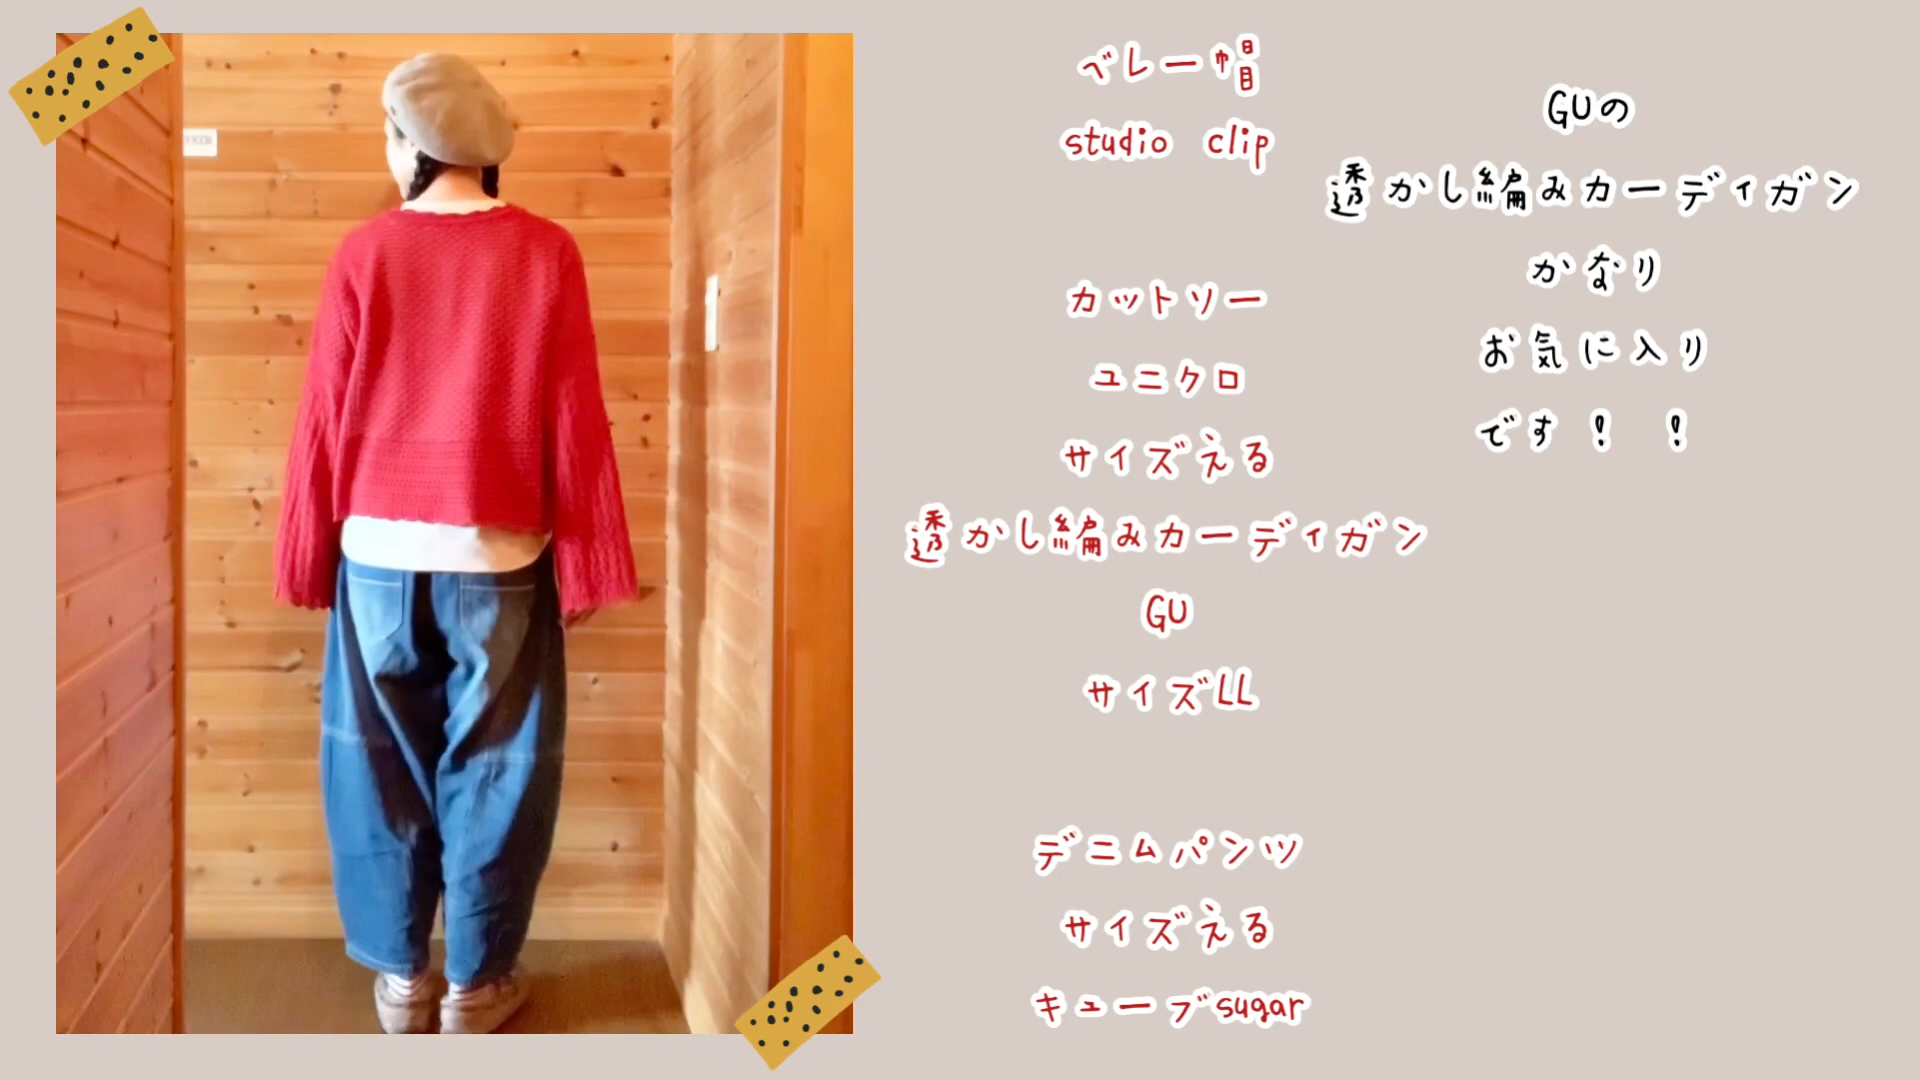 ベレー帽
studio clip
カットソー
ユニクロ
サイズえる
透かし編みカーディガン
GU
サイズLL
デニムパンツ
サイズえる
キューブsugar
GUの
透かし編みカーディガン
かなり
お気に入り
です！！